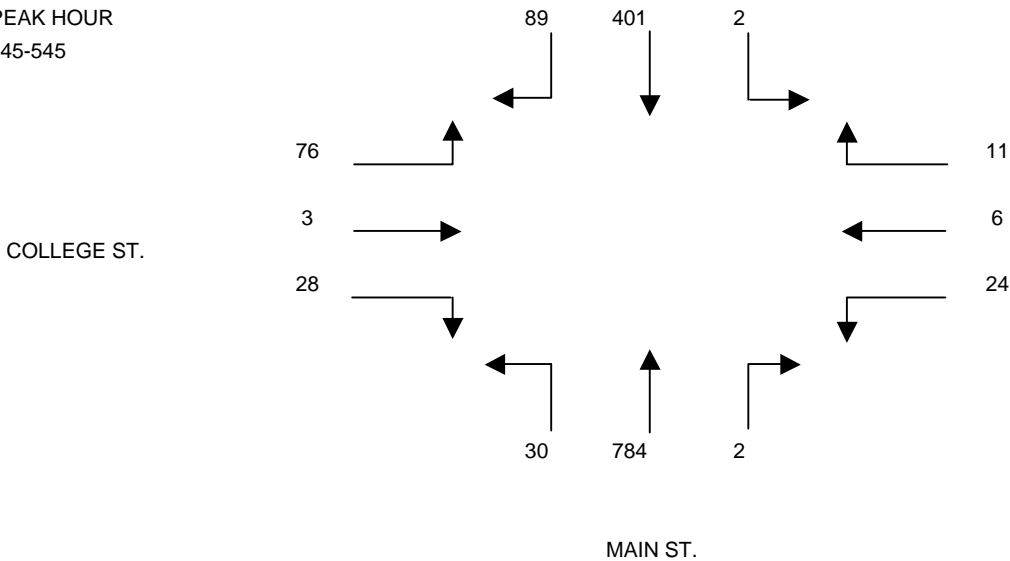 PEAK HOUR
45-545
89 401 2
76 11
3 6
COLLEGE ST.
28 24
30 784 2
MAIN ST.